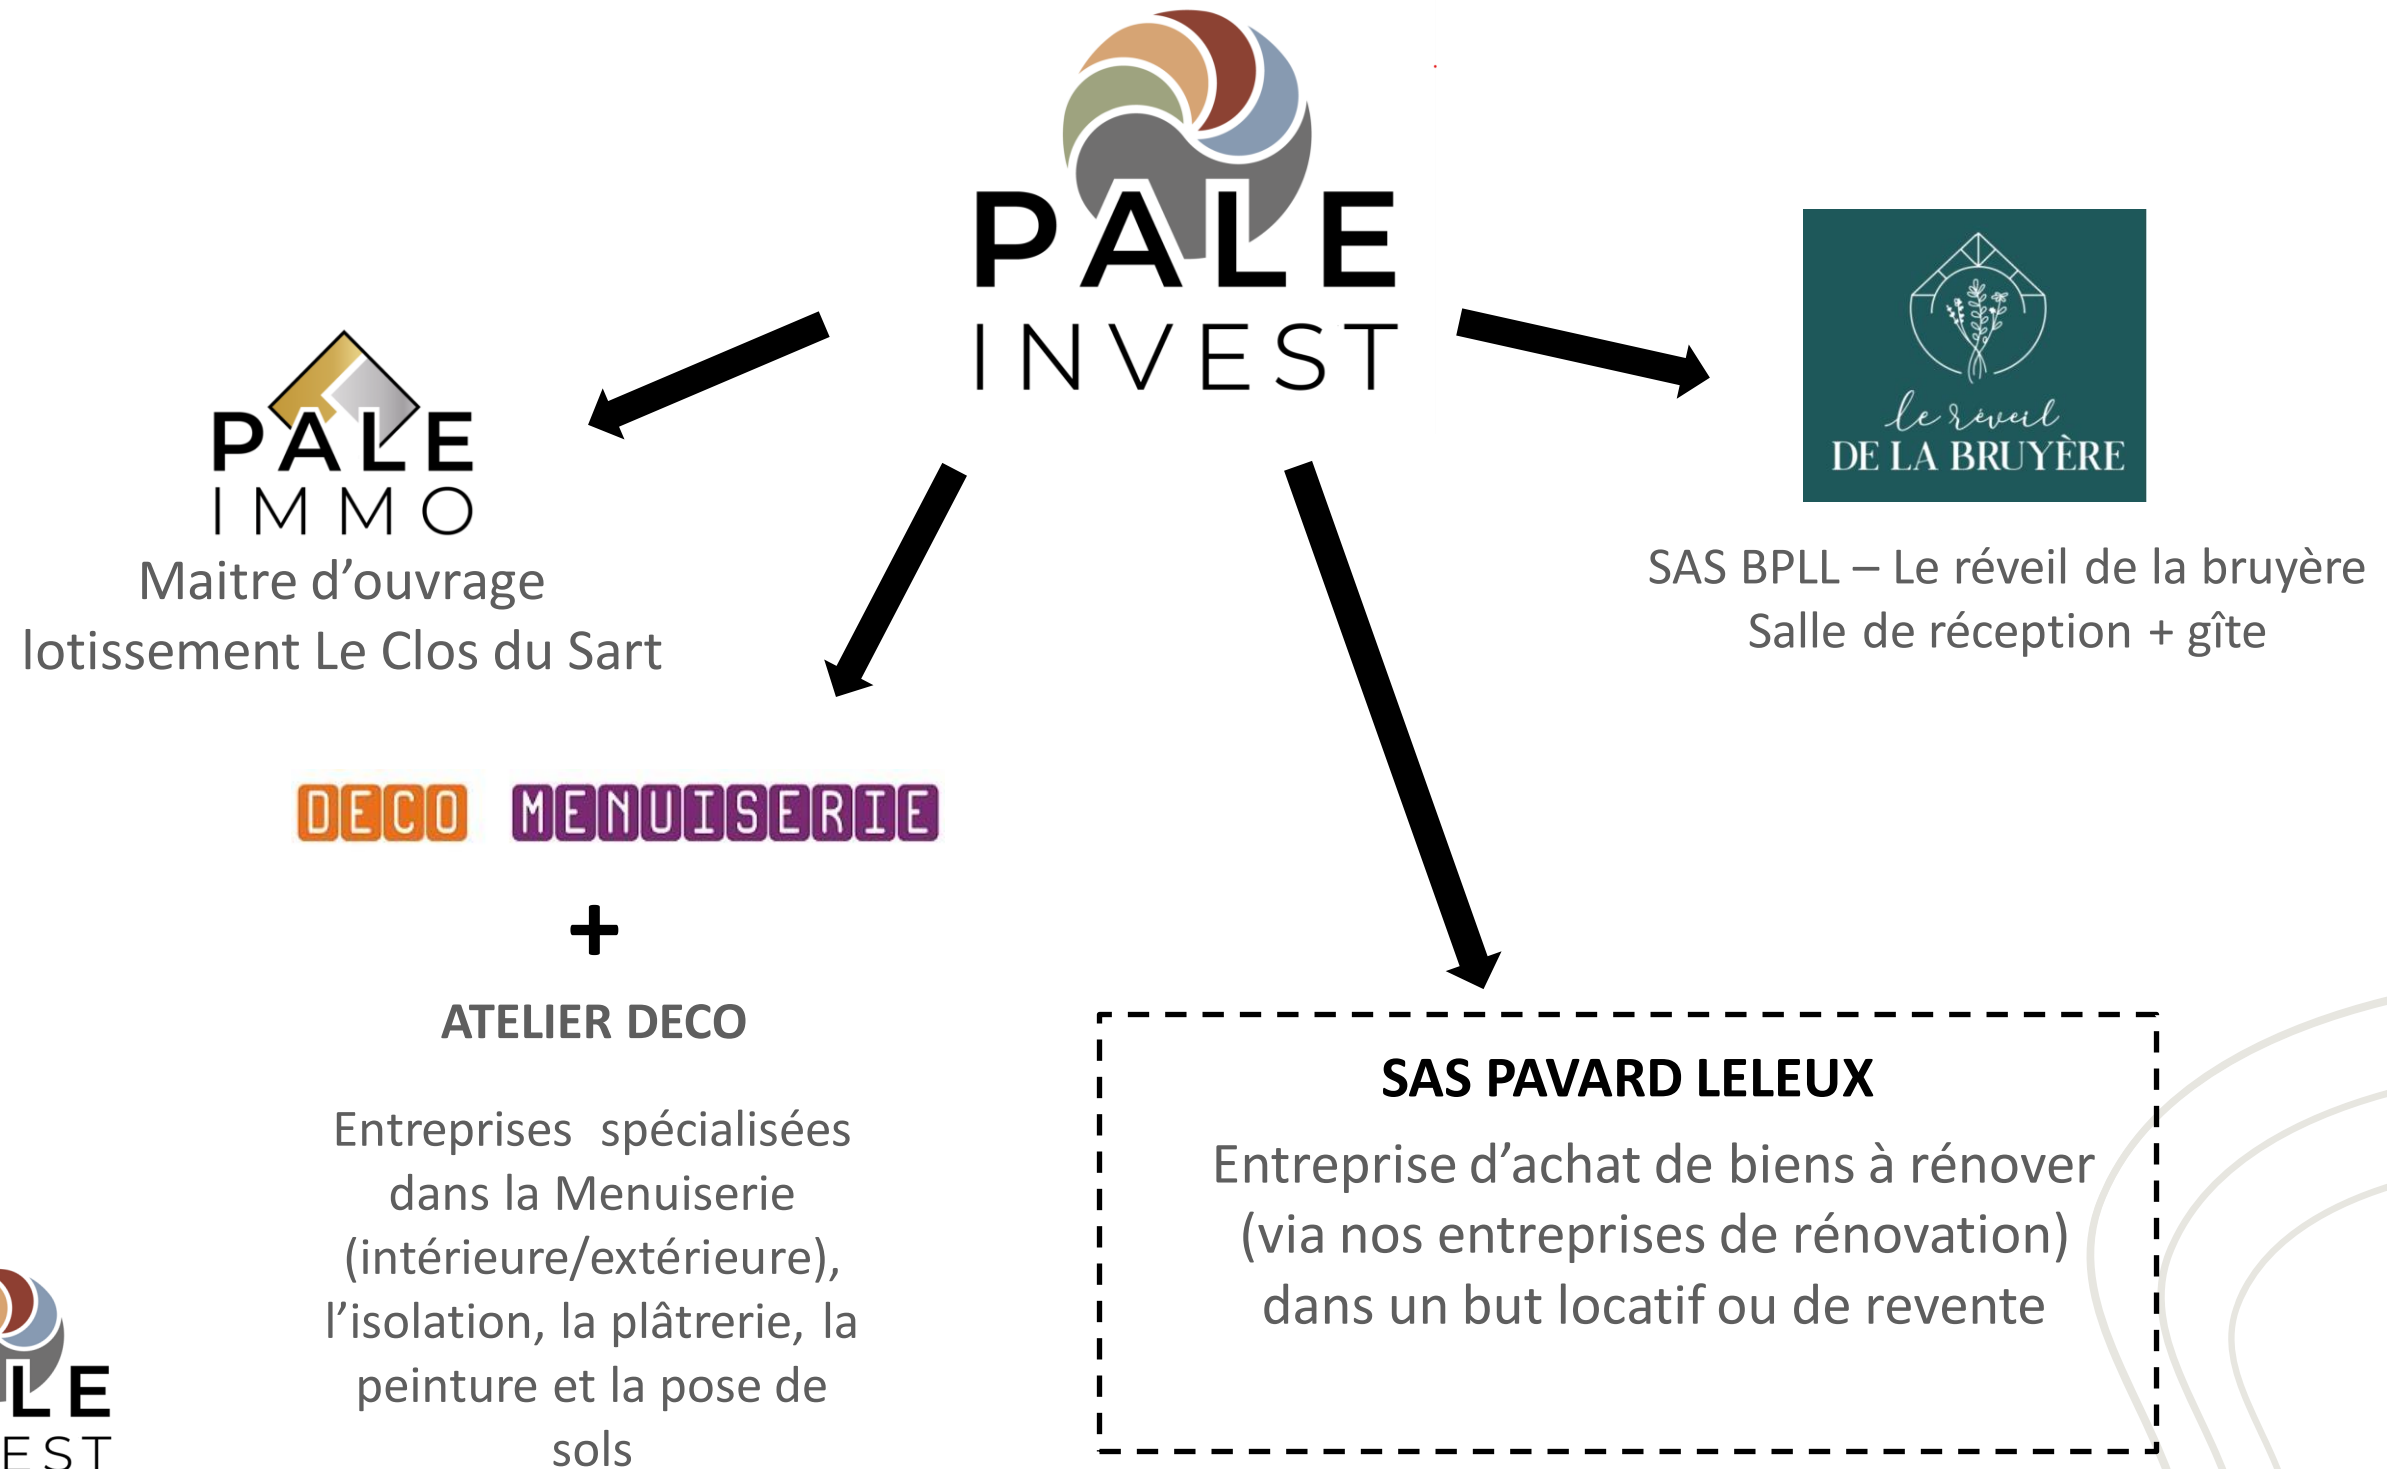 PALE
INVEST
PALE
IMMO
Maitre d’ouvrage
lotissement Le Clos du Sart
le réveil
DE LA BRUYÈRE
SAS BPLL – Le réveil de la bruyère
Salle de réception + gîte
DECO MENUISERIE
+
ATELIER DECO
Entreprises spécialisées
dans la Menuiserie
(intérieure/extérieure),
l’isolation, la plâtrerie, la
peinture et la pose de
sols
SAS PAVARD LELEUX
Entreprise d’achat de biens à rénover
(via nos entreprises de rénovation)
dans un but locatif ou de revente
LE
EST